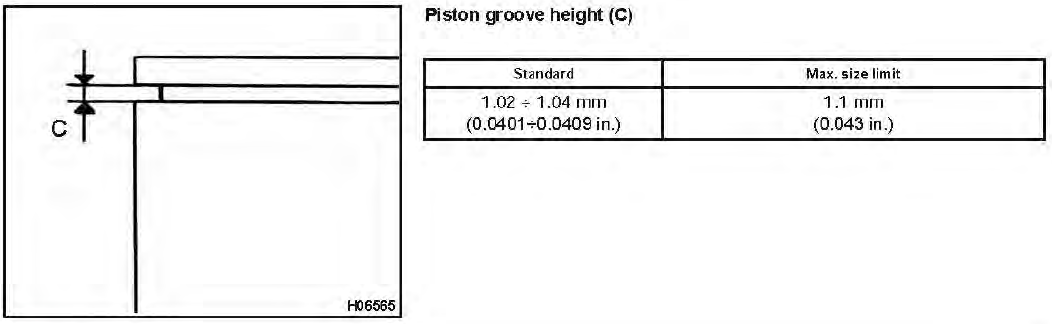 Piston groove height (C)
Standard
Max. size limit
1.02 ÷ 1.04 mm
(0.0401÷0.0409 in.)
1.1 mm
(0.043 in.)
C
H06565